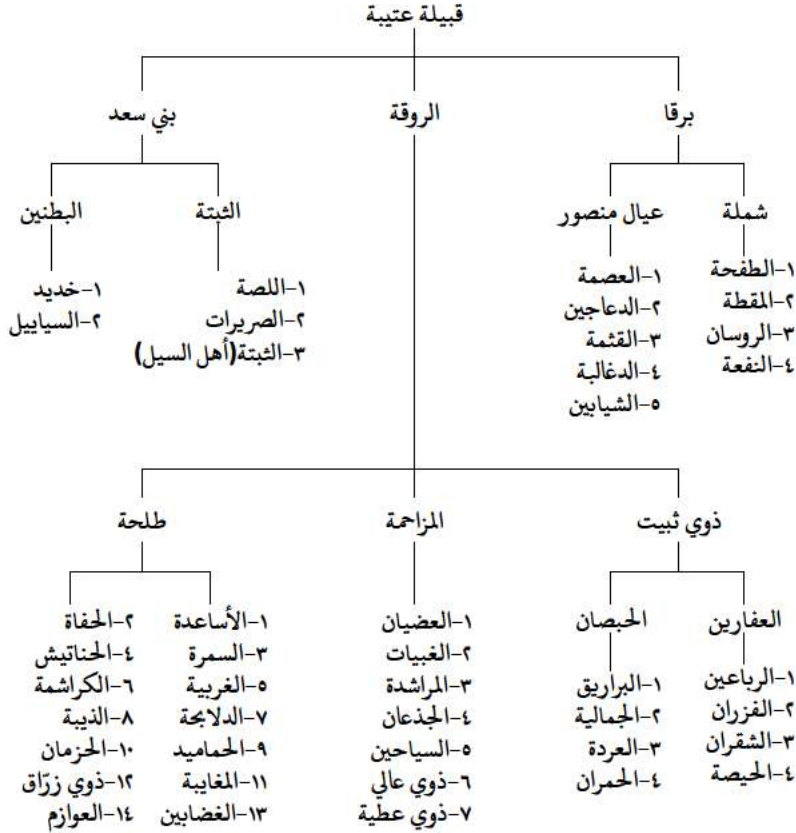 قبيلة عتيبة
برقا
الروقة
بني سعد
شملة
عيال منصور
الثبتة
البطنين
١-الطفحة
٢-المقطة
٣-الروسان
٤-النفعة
١-العصمة
٢-الدعاجين
٣-القثمة
٤-الدغالبة
٥-الشيابين
١-اللصة
٢-الصريرات
٣-الثبتة(أهل السيل)
١-خديد
٢-السياييل
ذوي ثبيت
المزاحمة
طلحة
العفارين
الحبصان
١-الرباعين
٢-الفزران
٣-الشقران
٤-الحيصة
١-البراريق
٢-الجمالية
٣-العردة
٤-الحمران
١-العضيان
٢-الغبيات
٣-المراشدة
٤-الجذعان
٥-السياحين
٦-ذوي عالي
٧-ذوي عطية
١-الأساعدة
٢-الحفاة
٣-السمرة
٤-الحناتيش
٥-الغربية
٦-الكراشمة
٧-الدلابحة
٨-الذيبة
٩-الحماميد
١٠-الحزمان
١١-المغايبة
١٢-ذوي زرّاق
١٣-الغضابين
١٤-العوازم